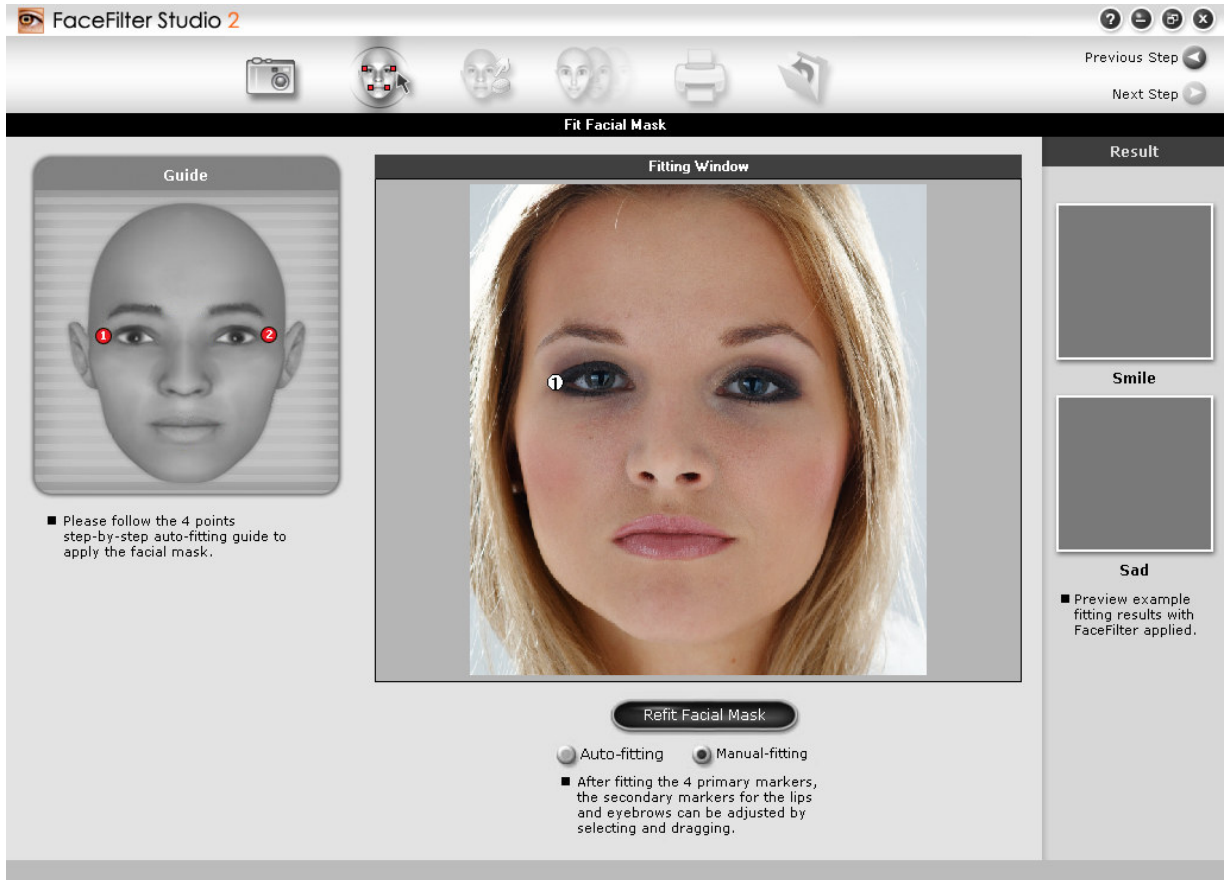 FaceFilter Studio 2
?
Previous Step
Next Step
Fit Facial Mask
Guide
1
2
Please follow the 4 points
step-by-step auto-fitting guide to
apply the facial mask.
Fitting Window
1
Refit Facial Mask
Auto-fitting
Manual-fitting
After fitting the 4 primary markers,
the secondary markers for the lips
and eyebrows can be adjusted by
selecting and dragging.
Result
Smile
Sad
Preview example
fitting results with
FaceFilter applied.